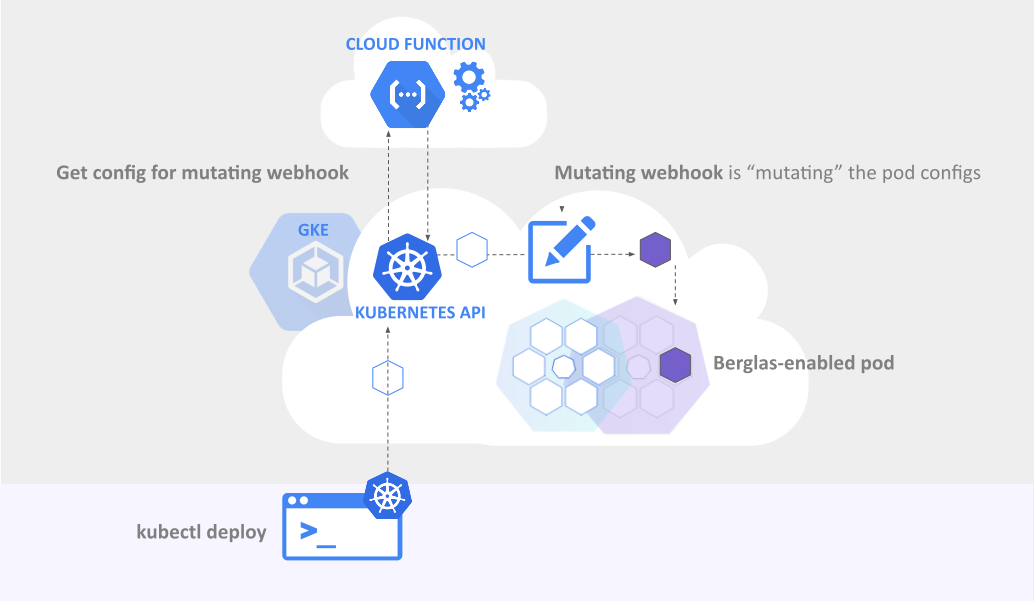 CLOUD FUNCTION
Get config for mutating webhook
Mutating webhook is “mutating” the pod configs
GKE
KUBERNETES API
Berglas-enabled pod
kubectl deploy